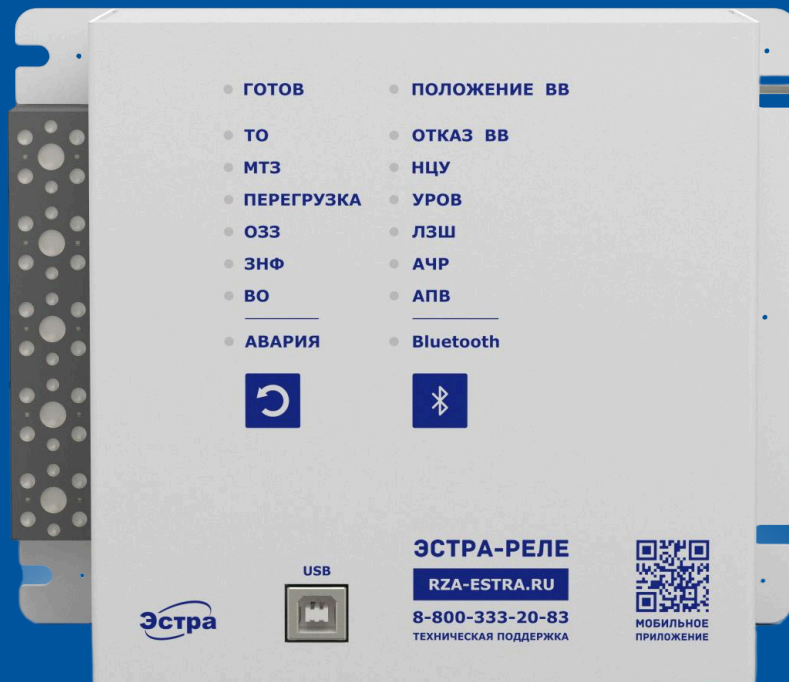 ГОТОВ
ПОЛОЖЕНИЕ ВВ
ТО
ОТКАЗ ВВ
МТЗ
НЦУ
ПЕРЕГРУЗКА
УРОВ
ОЗЗ
ЛЗШ
ЗНФ
АЧР
ВО
АПВ
АВАРИЯ
Bluetooth
ЭСТРА-РЕЛЕ
USB
RZA-ESTRA.RU
Эстра
8-800-333-20-83
ТЕХНИЧЕСКАЯ ПОДДЕРЖКА
МОБИЛЬНОЕ
ПРИЛОЖЕНИЕ